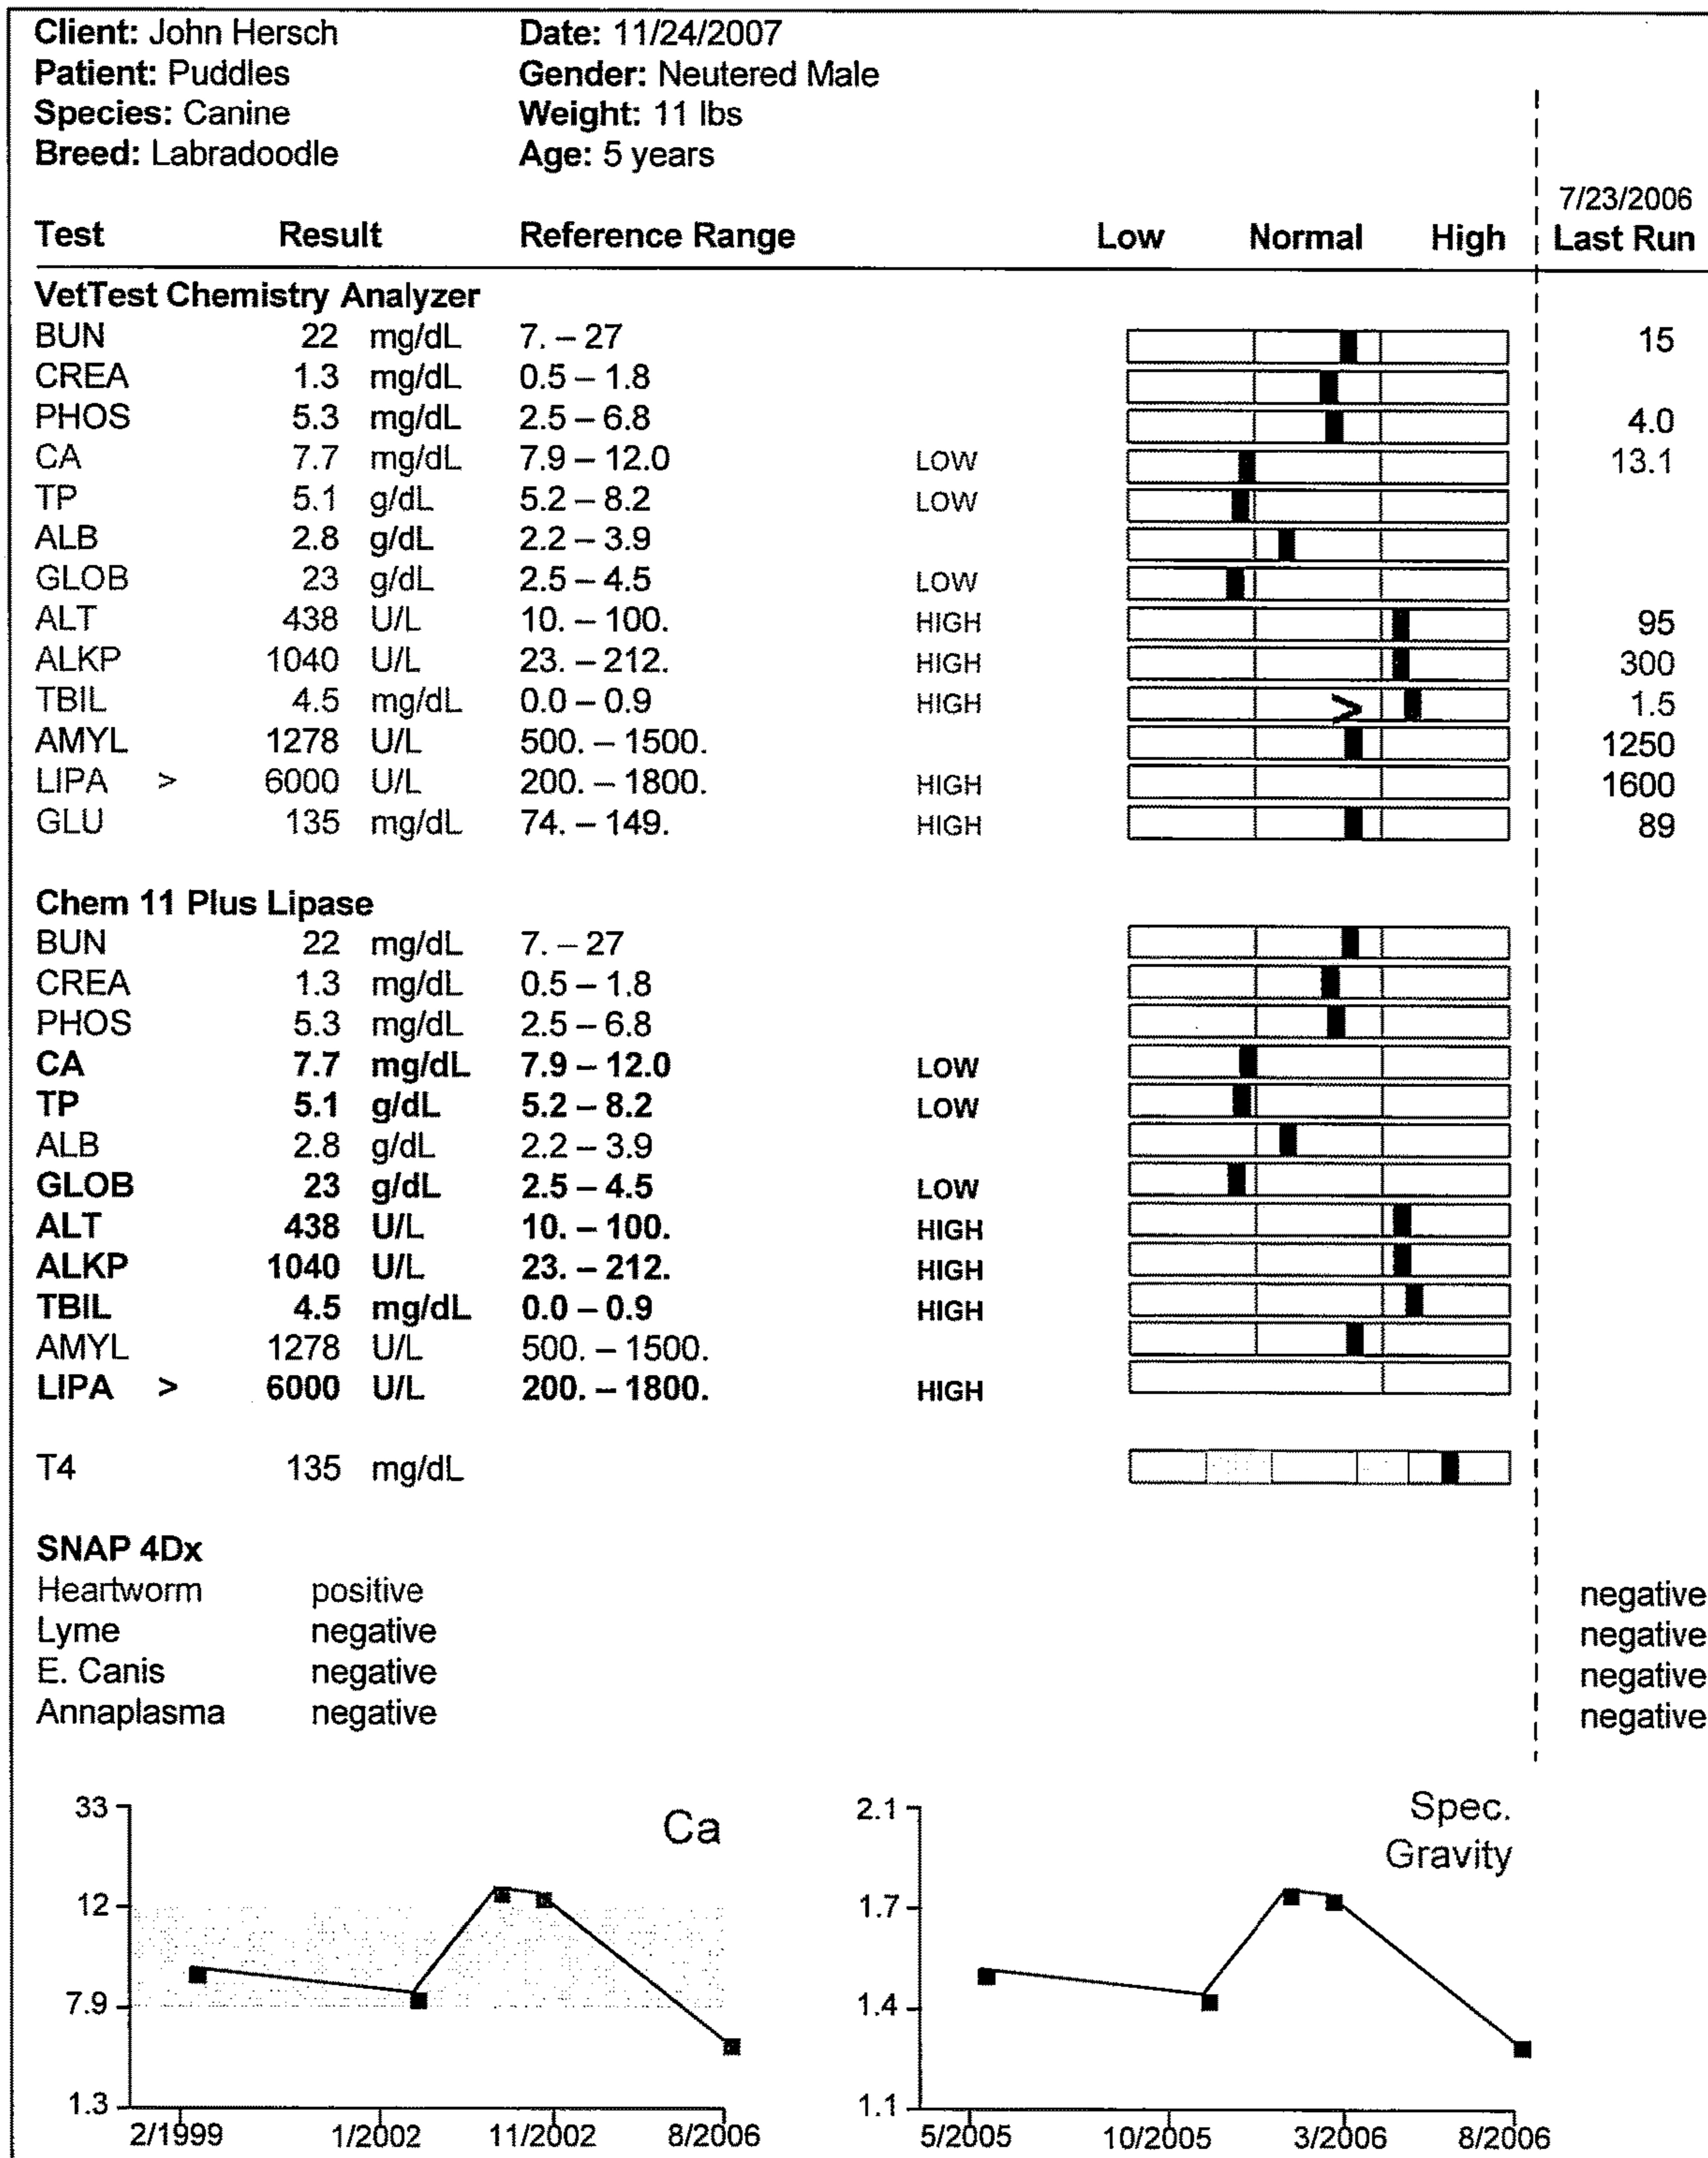 Client: John Hersch Date: 11/24/2007
Patient: Puddles Gender: Neutered Male
Species: Canine Weight: 11 lbs
Breed: Labradoodle Age: 5 years
7/23/2006
Test Result Reference Range Low Normal High Last Run
VetTest Chemistry Analyzer
BUN 22 mg/dL 7. – 27 15
CREA 1.3 mg/dL 0.5 – 1.8
PHOS 5.3 mg/dL 2.5 – 6.8 4.0
CA 7.7 mg/dL 7.9 – 12.0 LOW 13.1
TP 5.1 g/dL 5.2 – 8.2 LOW
ALB 2.8 g/dL 2.2 – 3.9
GLOB 23 g/dL 2.5 – 4.5 LOW
ALT 438 U/L 10. – 100. HIGH 95
ALKP 1040 U/L 23. – 212. HIGH 300
TBIL 4.5 mg/dL 0.0 – 0.9 HIGH > 1.5
AMYL 1278 U/L 500. – 1500. 1250
LIPA > 6000 U/L 200. – 1800. HIGH 1600
GLU 135 mg/dL 74. – 149. HIGH 89
Chem 11 Plus Lipase
BUN 22 mg/dL 7. – 27
CREA 1.3 mg/dL 0.5 – 1.8
PHOS 5.3 mg/dL 2.5 – 6.8
CA 7.7 mg/dL 7.9 – 12.0 LOW
TP 5.1 g/dL 5.2 – 8.2 LOW
ALB 2.8 g/dL 2.2 – 3.9
GLOB 23 g/dL 2.5 – 4.5 LOW
ALT 438 U/L 10. – 100. HIGH
ALKP 1040 U/L 23. – 212. HIGH
TBIL 4.5 mg/dL 0.0 – 0.9 HIGH
AMYL 1278 U/L 500. – 1500.
LIPA > 6000 U/L 200. – 1800. HIGH
T4 135 mg/dL
SNAP 4Dx
Heartworm positive negative
Lyme negative negative
E. Canis negative negative
Annaplasma negative negative
Ca
33
12
7.9
1.3
2/1999 1/2002 11/2002 8/2006
Spec.
Gravity
2.1
1.7
1.4
1.1
5/2005 10/2005 3/2006 8/2006